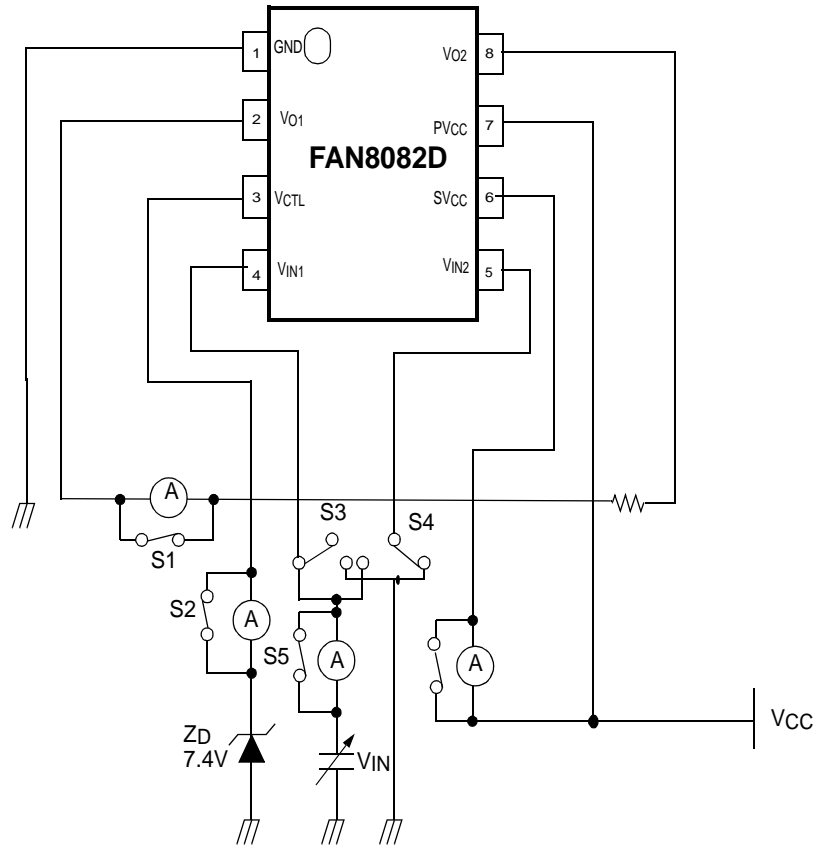 1 GND VO2 8
2 VO1 PVCC 7
FAN8082D
3 VCTL SVCC 6
4 VIN1 VIN2 5
A
S3 S4
S1
S2 A
S5 A A
ZD
7.4V
VIN
VCC